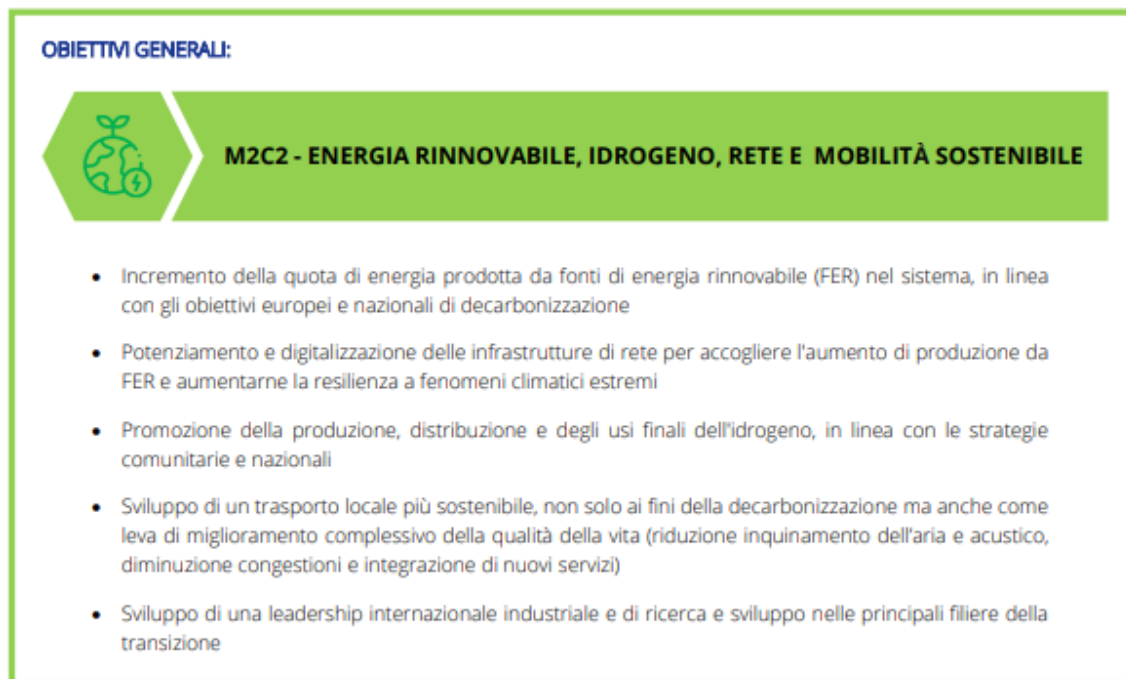 OBIETTIVI GENERALI:
M2C2 - ENERGIA RINNOVABILE, IDROGENO, RETE E MOBILITÀ SOSTENIBILE
• Incremento della quota di energia prodotta da fonti di energia rinnovabile (FER) nel sistema, in linea
con gli obiettivi europei e nazionali di decarbonizzazione
• Potenziamento e digitalizzazione delle infrastrutture di rete per accogliere l'aumento di produzione da
FER e aumentarne la resilienza a fenomeni climatici estremi
• Promozione della produzione, distribuzione e degli usi finali dell'idrogeno, in linea con le strategie
comunitarie e nazionali
• Sviluppo di un trasporto locale più sostenibile, non solo ai fini della decarbonizzazione ma anche come
leva di miglioramento complessivo della qualità della vita (riduzione inquinamento dell'aria e acustico,
diminuzione congestioni e integrazione di nuovi servizi)
• Sviluppo di una leadership internazionale industriale e di ricerca e sviluppo nelle principali filiere della
transizione